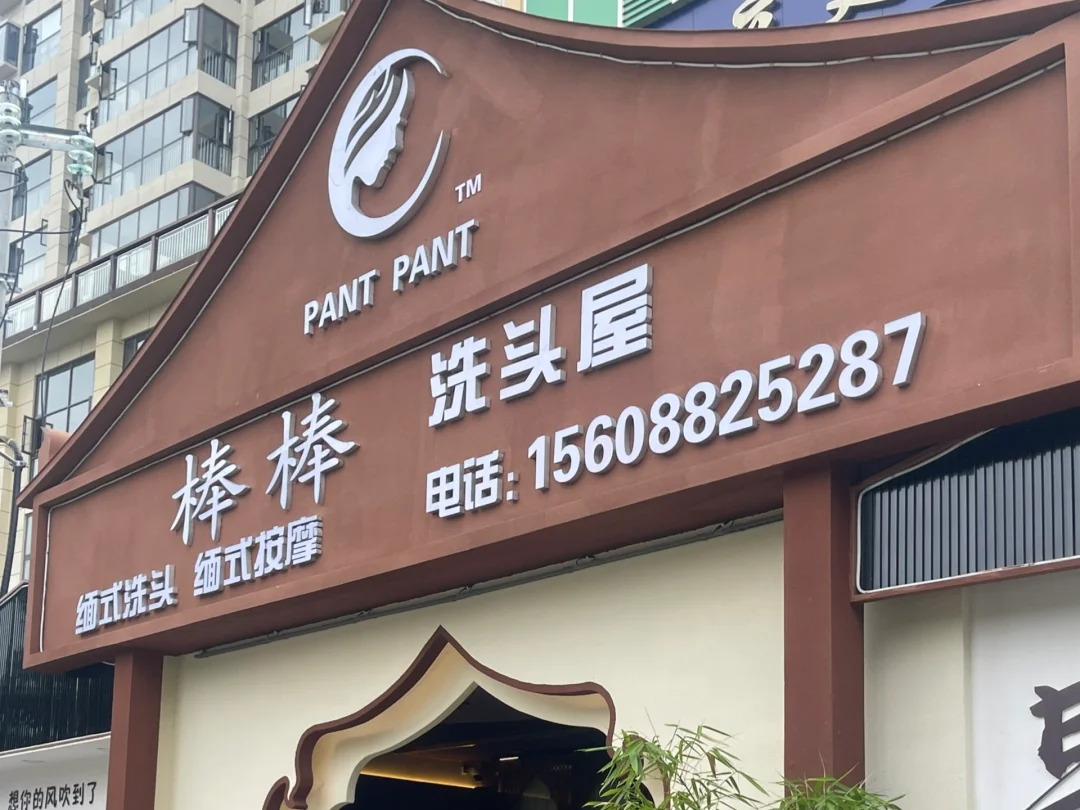 TM
PANT PANT
棒棒 洗头屋
缅式洗头 缅式按摩
电话:15608825287
想你的风吹到了